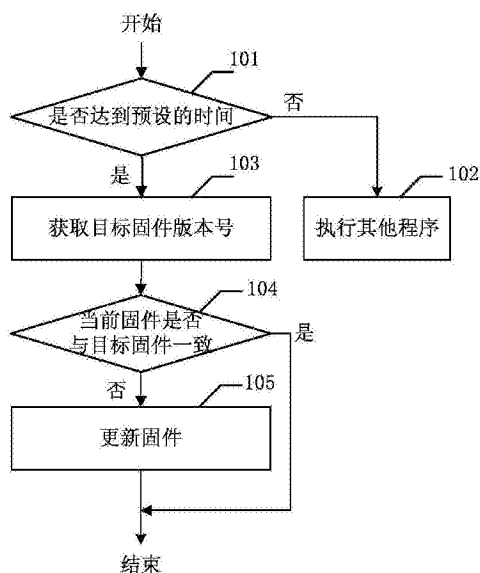 开始
101
是否达到预设的时间
否
是
103
102
获取目标固件版本号
执行其他程序
104
当前固件是否
与目标固件一致
是
否
105
更新固件
结束